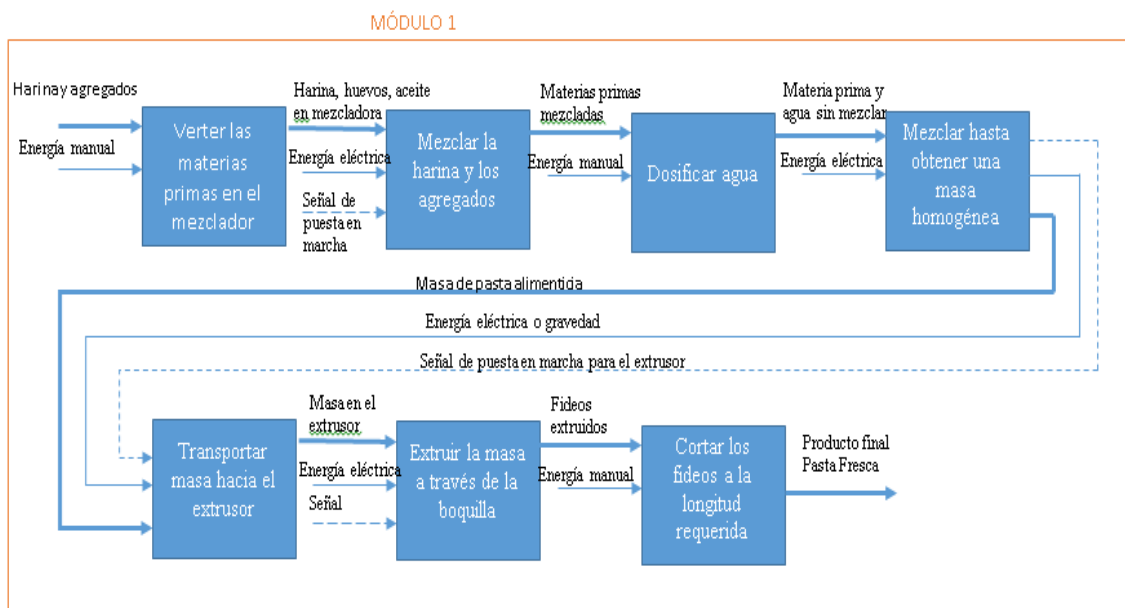 MÓDULO 1
Harina y agregados
Energía manual
Verter las
materias
primas en el
mezclador
Harina, huevos, aceite
en mezcladora
Energía eléctrica
Señal de
puesta en
marcha
Mezclar la
harina y los
agregados
Materias primas
mezcladas
Energía manual
Dosificar agua
Materia prima y
agua sin mezclar
Energía eléctrica
Mezclar hasta
obtener una
masa
homogénea
Masa de pasta alimenticia
Energía eléctrica o gravedad
Señal de puesta en marcha para el extrusor
Transportar
masa hacia el
extrusor
Masa en el
extrusor
Energía eléctrica
Señal
Extruir la masa
a través de la
boquilla
Fideos
extruidos
Energía manual
Cortar los
fideos a la
longitud
requerida
Producto final
Pasta Fresca